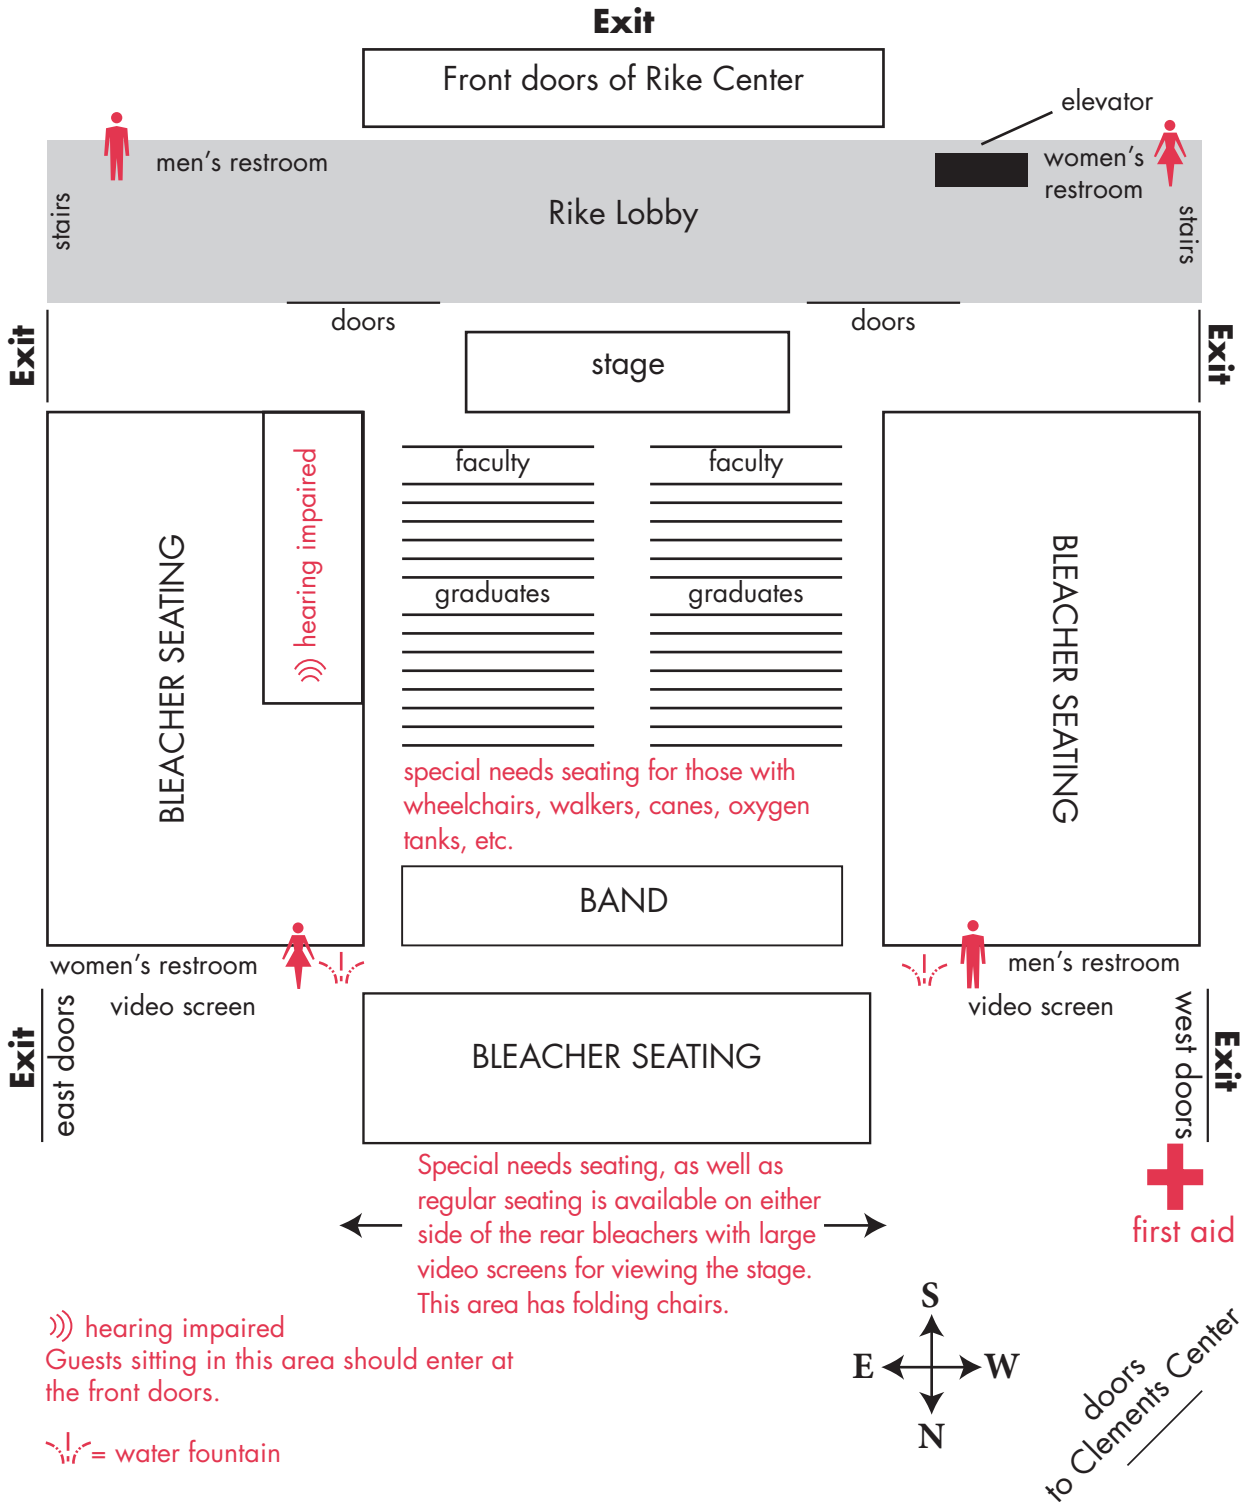 Exit
Front doors of Rike Center
elevator
men's restroom
women's
restroom
stairs
Rike Lobby
stairs
doors
doors
Exit
stage
Exit
faculty
faculty
hearing impaired
BLEACHER SEATING
BLEACHER SEATING
graduates
graduates
special needs seating for those with
wheelchairs, walkers, canes, oxygen
tanks, etc.
BAND
women's restroom
men's restroom
video screen
video screen
Exit
east doors
BLEACHER SEATING
west doors
Exit
Special needs seating, as well as
regular seating is available on either
side of the rear bleachers with large
video screens for viewing the stage.
This area has folding chairs.
first aid
hearing impaired
Guests sitting in this area should enter at
the front doors.
S
E
W
N
doors
to Clements Center
= water fountain